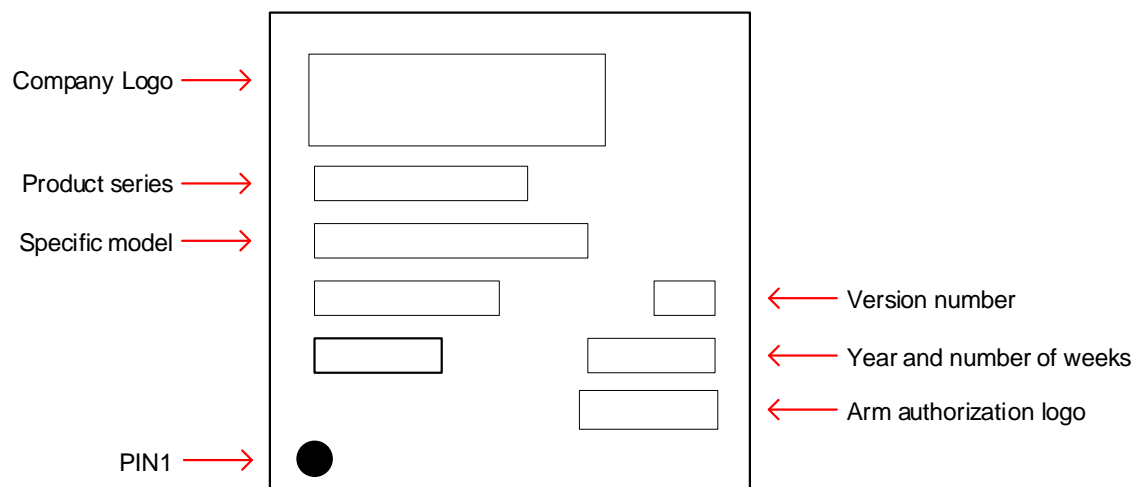 Company Logo
Product series
Specific model
Version number
Year and number of weeks
Arm authorization logo
PIN1